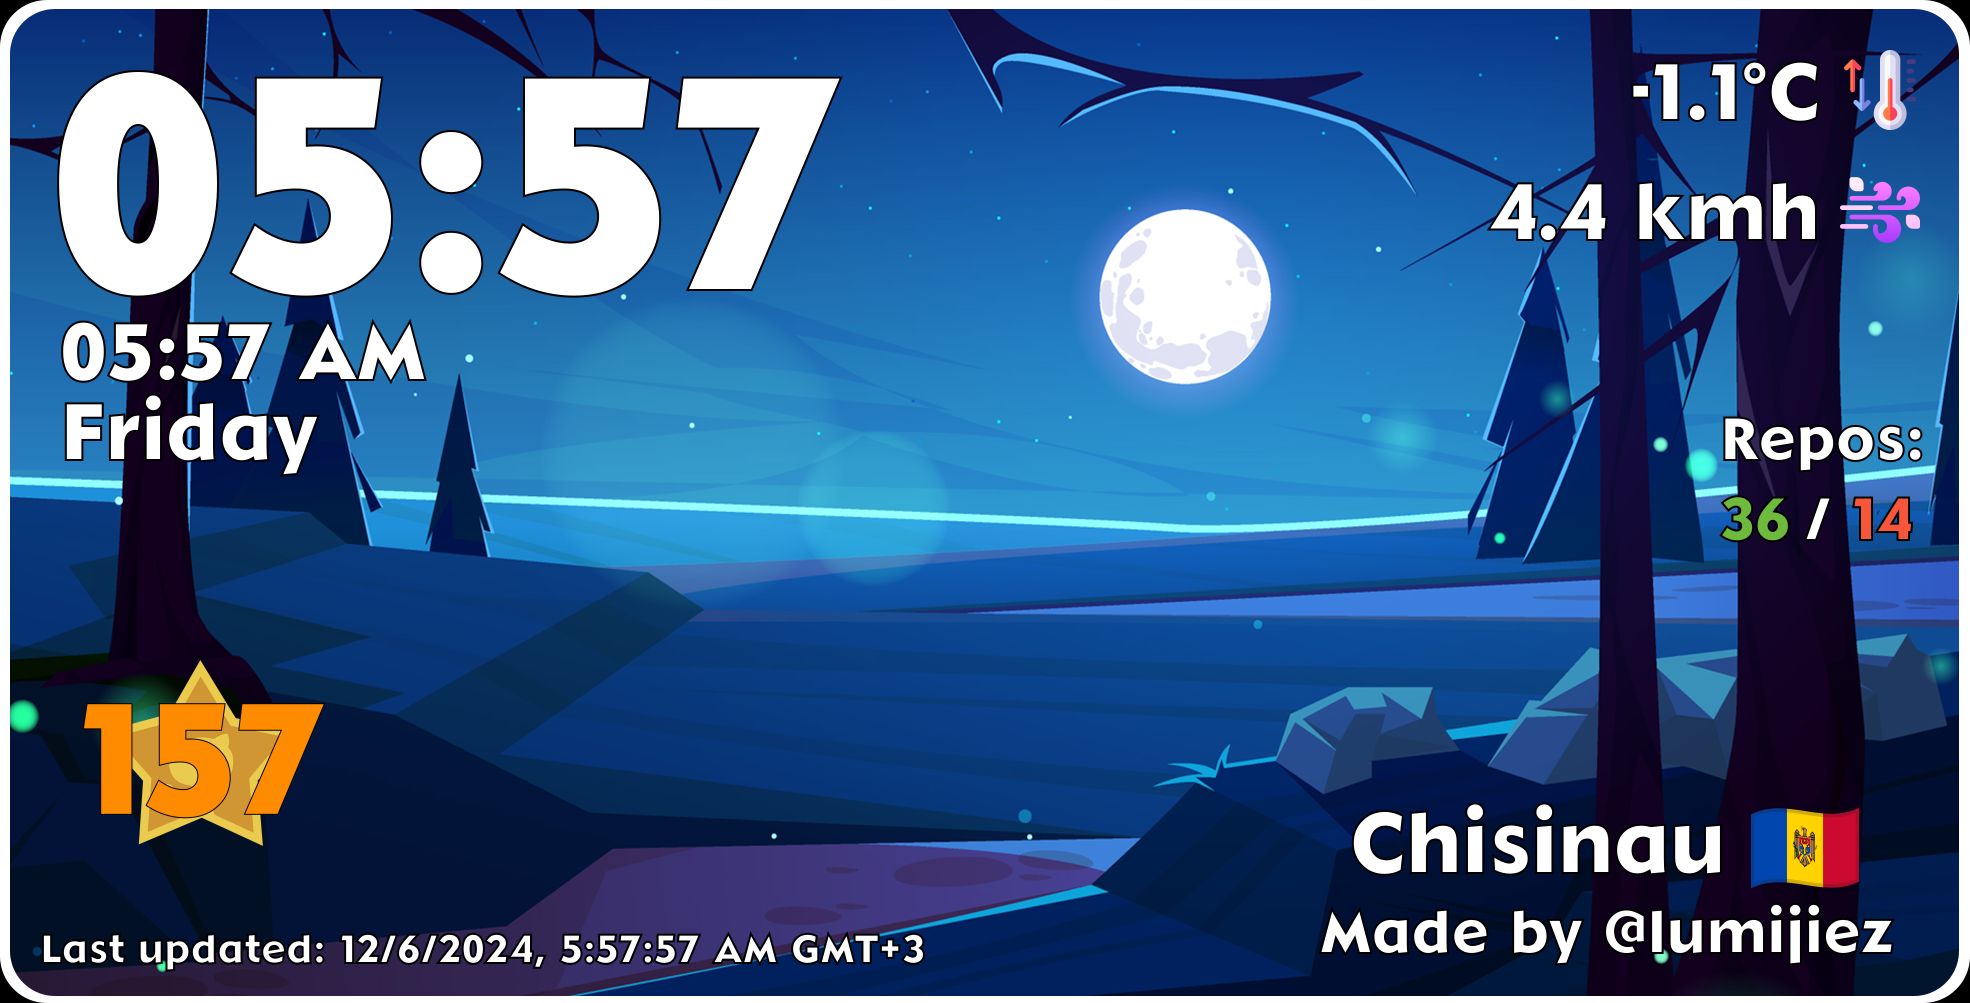 05:57
05:57 AM
Friday
-1.1°C
4.4 kmh
Repos:
36 / 14
157
Chisinau
Made by @lumijiez
Last updated: 12/6/2024, 5:57:57 AM GMT+3